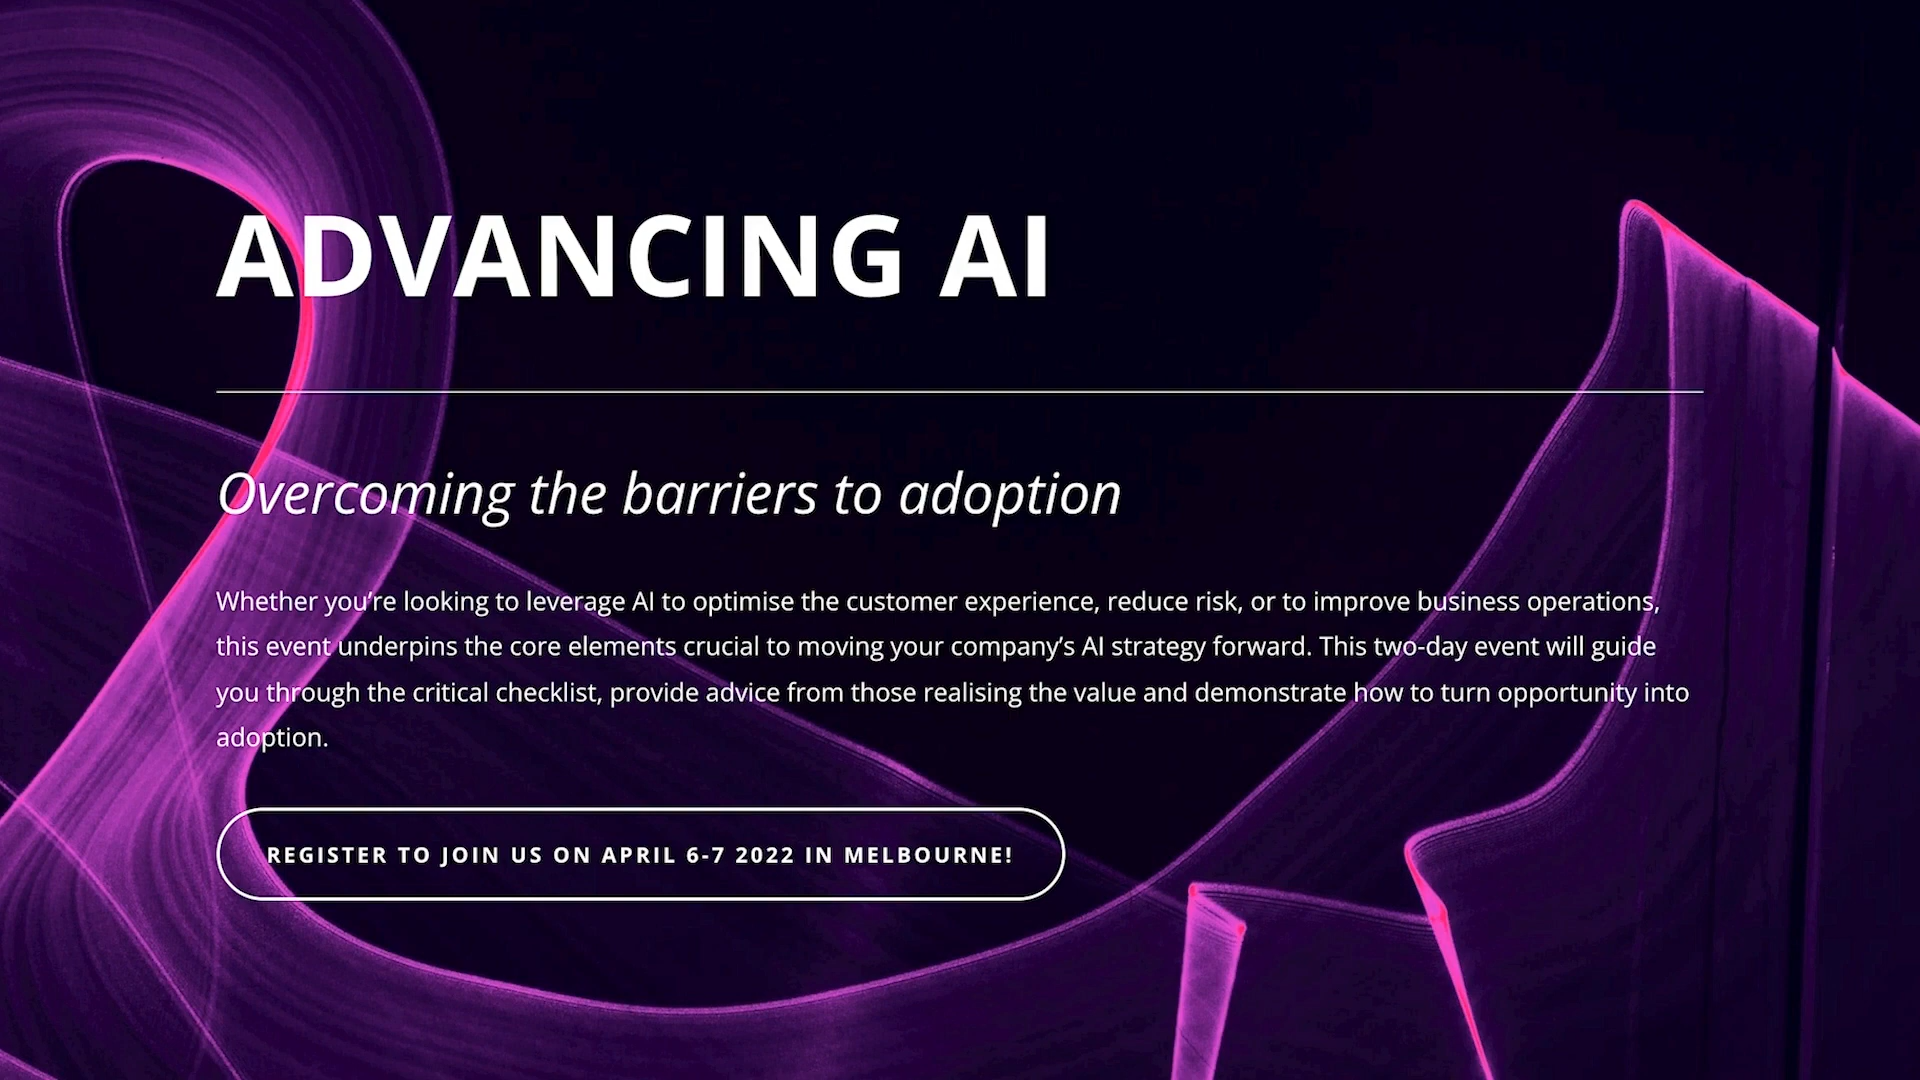 ADVANCING AI
Overcoming the barriers to adoption
Whether you’re looking to leverage AI to optimise the customer experience, reduce risk, or to improve business operations,
this event underpins the core elements crucial to moving your company’s AI strategy forward. This two-day event will guide
you through the critical checklist, provide advice from those realising the value and demonstrate how to turn opportunity into
adoption.
REGISTER TO JOIN US ON APRIL 6-7 2022 IN MELBOURNE!